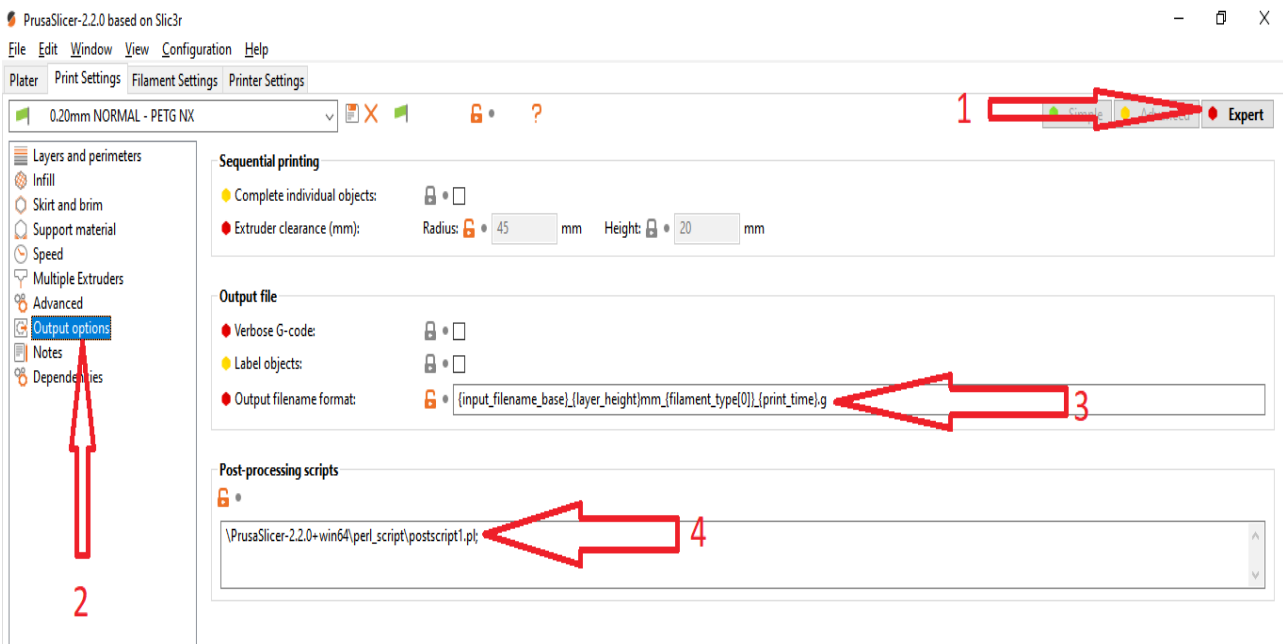 PrusaSlicer-2.2.0 based on Slic3r
File Edit Window View Configuration Help
Plater Print Settings Filament Settings Printer Settings
0.20mm NORMAL - PETG NX ? 1 Simple Advanced Expert
Layers and perimeters
Infill
Skirt and brim
Support material
Speed
Multiple Extruders
Advanced
Output options
Notes
Dependencies
2
Sequential printing
Complete individual objects:
Extruder clearance (mm): Radius: 45 mm Height: 20 mm
Output file
Verbose G-code:
Label objects:
Output filename format: {input_filename_base}_{layer_height}mm_{filament_type[0]}_{print_time}.g
3
Post-processing scripts
\PrusaSlicer-2.2.0+win64\perl_script\postscript1.pl;
4